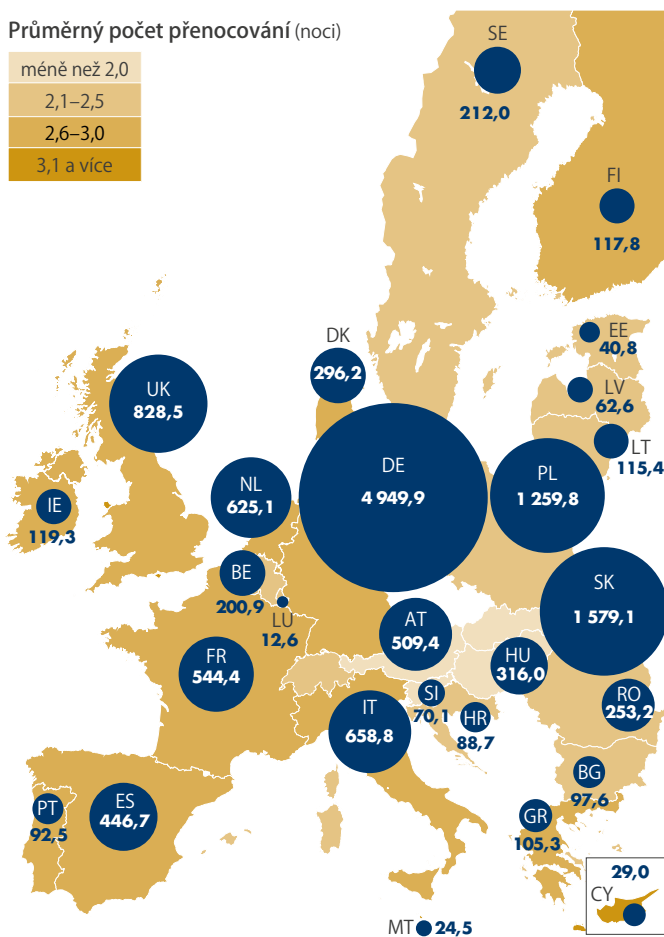 Průměrný počet přenocování (noci)
méně než 2,0
2,1–2,5
2,6–3,0
3,1 a více
SE
212,0
FI
117,8
EE
40,8
LV
62,6
LT
115,4
DK
296,2
UK
828,5
IE
119,3
NL
625,1
DE
4 949,9
PL
1 259,8
BE
200,9
LU
12,6
SK
1 579,1
AT
509,4
FR
544,4
HU
316,0
SI
70,1
HR
88,7
RO
253,2
IT
658,8
BG
97,6
PT
92,5
ES
446,7
GR
105,3
29,0
CY
MT 24,5